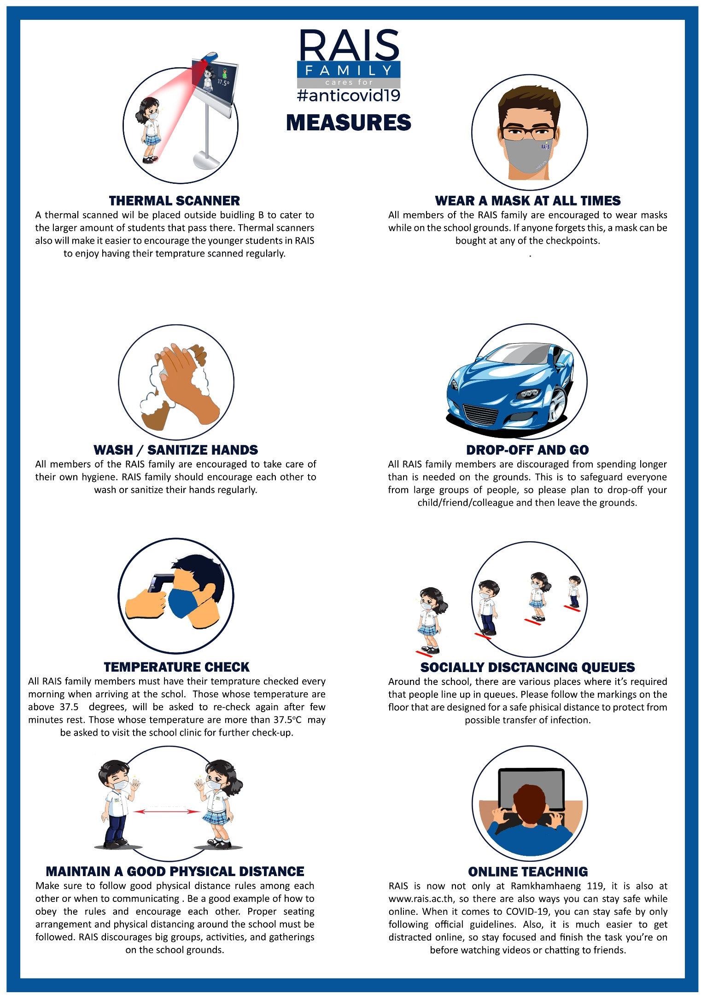 RAIS
FAMILY
cares for
#anticovid19
MEASURES
37.5°
THERMAL SCANNER
A thermal scanned wil be placed outside buidling B to cater to
the larger amount of students that pass there. Thermal scanners
also will make it easier to encourage the younger students in RAIS
to enjoy having their temprature scanned regularly.
RAIS
WEAR A MASK AT ALL TIMES
All members of the RAIS family are encouraged to wear masks
while on the school grounds. If anyone forgets this, a mask can be
bought at any of the checkpoints.
.
WASH / SANITIZE HANDS
All members of the RAIS family are encouraged to take care of
their own hygiene. RAIS family should encourage each other to
wash or sanitize their hands regularly.
DROP-OFF AND GO
All RAIS family members are discouraged from spending longer
than is needed on the grounds. This is to safeguard everyone
from large groups of people, so please plan to drop-off your
child/friend/colleague and then leave the grounds.
TEMPERATURE CHECK
All RAIS family members must have their temprature checked every
morning when arriving at the schol. Those whose temperature are
above 37.5 degrees, will be asked to re-check again after few
minutes rest. Those whose temperature are more than 37.5°C may
be asked to visit the school clinic for further check-up.
SOCIALLY DISCTANCING QUEUES
Around the school, there are various places where it's required
that people line up in queues. Please follow the markings on the
floor that are designed for a safe phisical distance to protect from
possible transfer of infection.
MAINTAIN A GOOD PHYSICAL DISTANCE
Make sure to follow good physical distance rules among each
other or when to communicating . Be a good example of how to
obey the rules and encourage each other. Proper seating
arrangement and physical distancing around the school must be
followed. RAIS discourages big groups, activities, and gatherings
on the school grounds.
ONLINE TEACHNIG
RAIS is now not only at Ramkhamhaeng 119, it is also at
www.rais.ac.th, so there are also ways you can stay safe while
online. When it comes to COVID-19, you can stay safe by only
following official guidelines. Also, it is much easier to get
distracted online, so stay focused and finish the task you're on
before watching videos or chatting to friends.